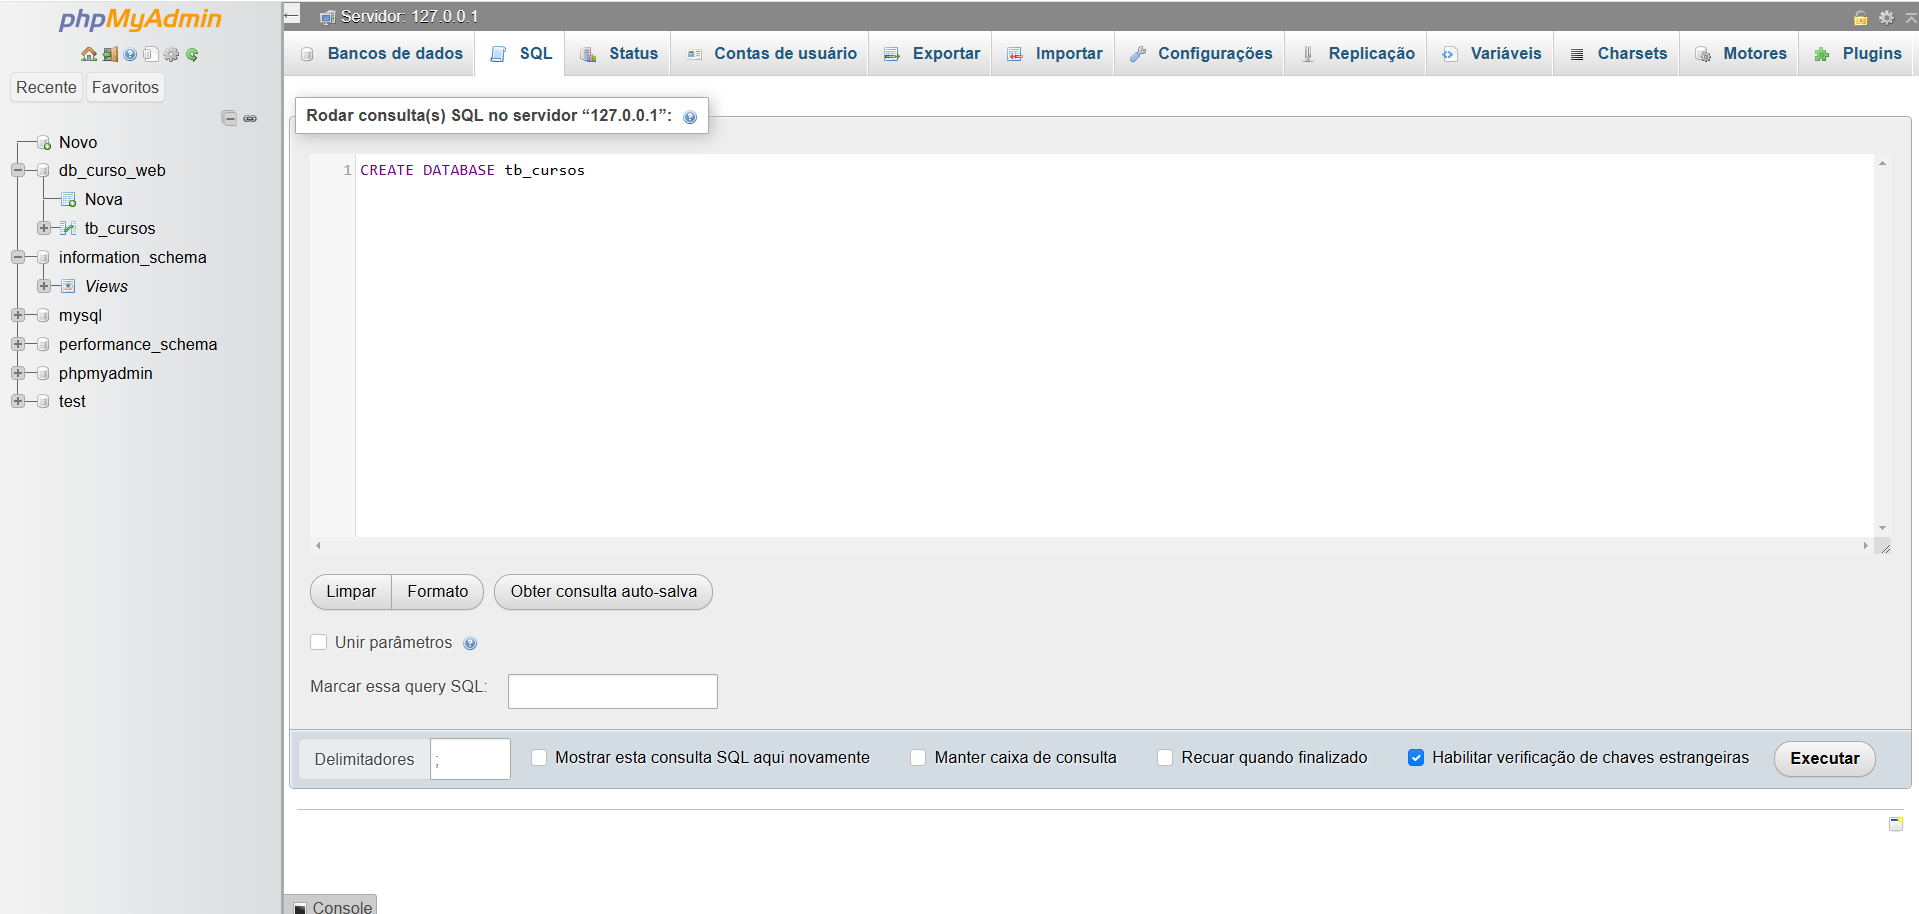 phpMyAdmin
Recente Favoritos
Novo
db_curso_web
Nova
tb_cursos
information_schema
Views
mysql
performance_schema
phpmyadmin
test
Servidor: 127.0.0.1
Bancos de dados SQL Status Contas de usuário Exportar Importar Configurações Replicação Variáveis Charsets Motores Plugins
Rodar consulta(s) SQL no servidor “127.0.0.1”:
1 CREATE DATABASE tb_cursos
Limpar Formato Obter consulta auto-salva
Unir parâmetros
Marcar essa query SQL:
Delimitadores ; Mostrar esta consulta SQL aqui novamente Manter caixa de consulta Recuar quando finalizado Habilitar verificação de chaves estrangeiras Executar
Console